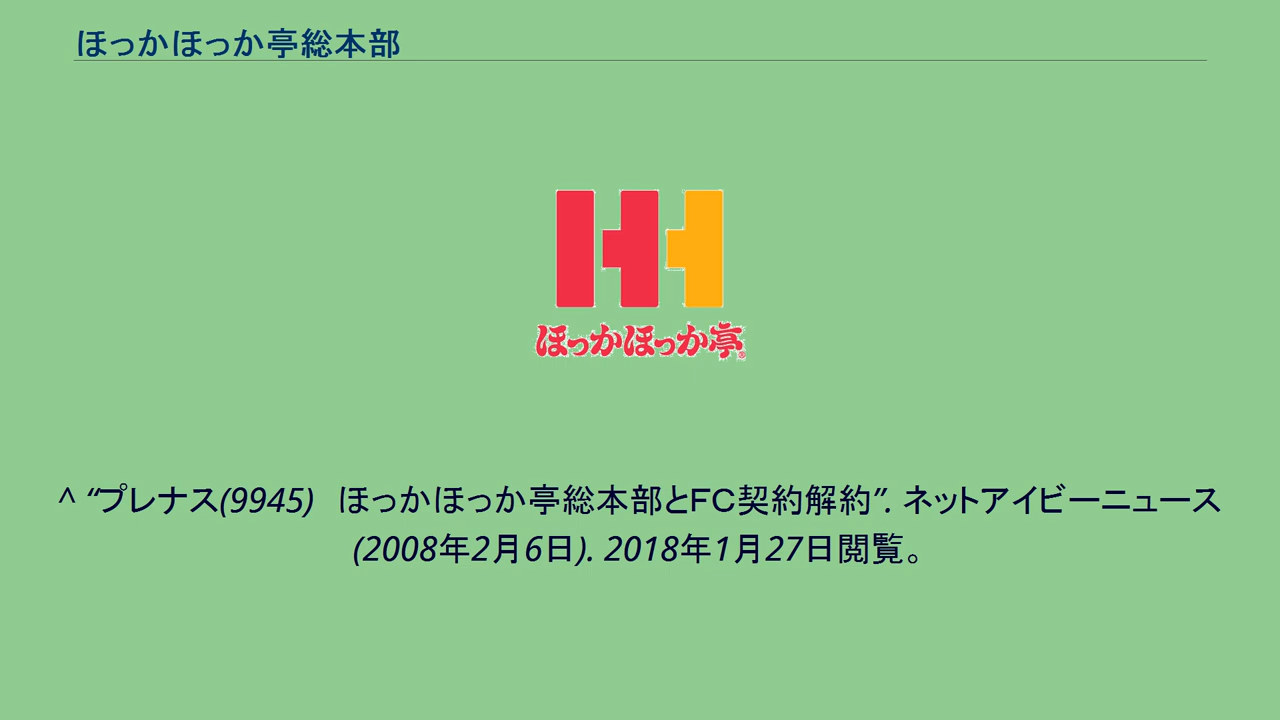 ほっかほっか亭総本部
ほっかほっか亭®
^ “プレナス(9945)　ほっかほっか亭総本部とＦＣ契約解約”. ネットアイビーニュース
(2008年2月6日). 2018年1月27日閲覧。